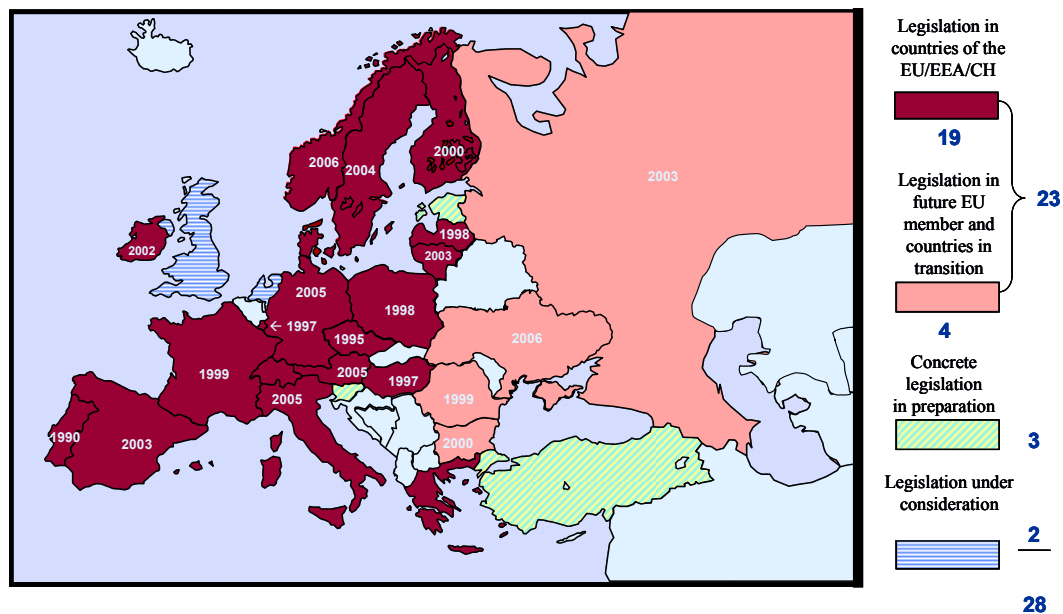 Legislation in
countries of the
EU/EEA/CH
19
Legislation in
future EU
member and
countries in
transition
23
4
Concrete
legislation
in preparation
3
Legislation under
consideration
2
28
2006
2004
2000
2003
2002
1998
2003
2005
1998
← 1997
1995
2006
1999
2005
1997
2005
1999
1990
2003
2000